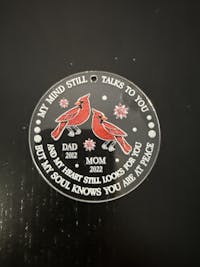 MY MIND STILL TALKS TO YOU
DAD
2012
MOM
2022
AND MY HEART STILL LOOKS FOR YOU
BUT MY SOUL KNOWS YOU ARE AT PEACE